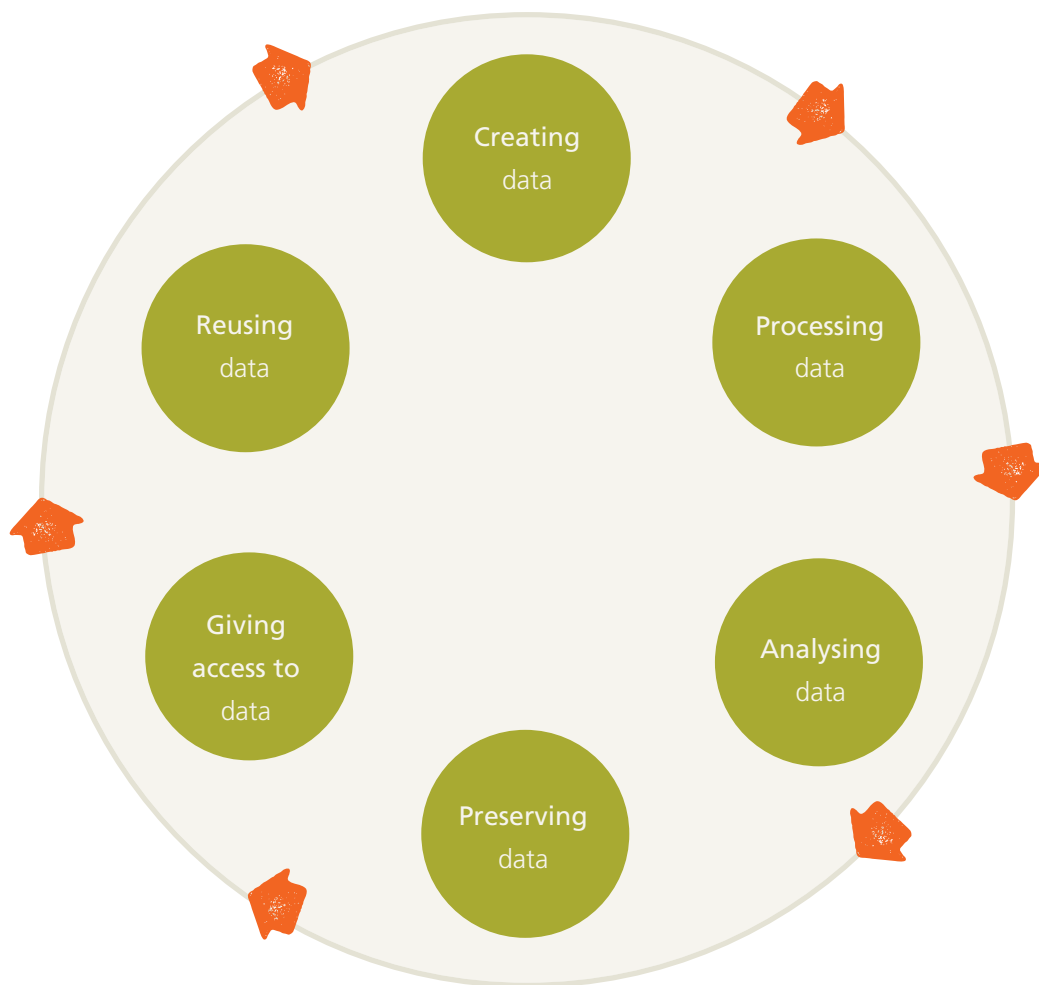 Creating
data
Processing
data
Analysing
data
Preserving
data
Giving
access to
data
Reusing
data